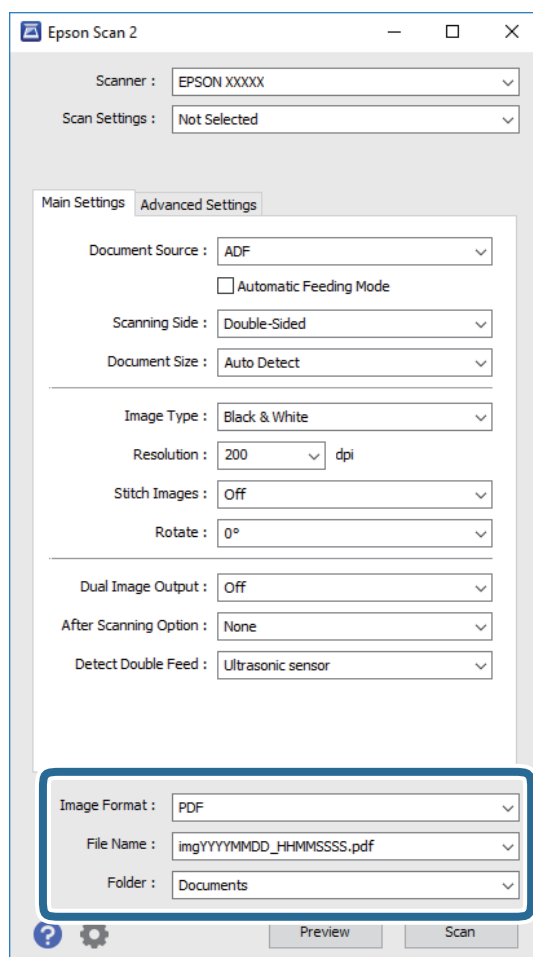 Epson Scan 2
Scanner : EPSON XXXXX
Scan Settings : Not Selected
Main Settings Advanced Settings
Document Source : ADF
Automatic Feeding Mode
Scanning Side : Double-Sided
Document Size : Auto Detect
Image Type : Black & White
Resolution : 200 dpi
Stitch Images : Off
Rotate : 0°
Dual Image Output : Off
After Scanning Option : None
Detect Double Feed : Ultrasonic sensor
Image Format : PDF
File Name : imgYYYYMMDD_HHMMSSSS.pdf
Folder : Documents
? Preview Scan